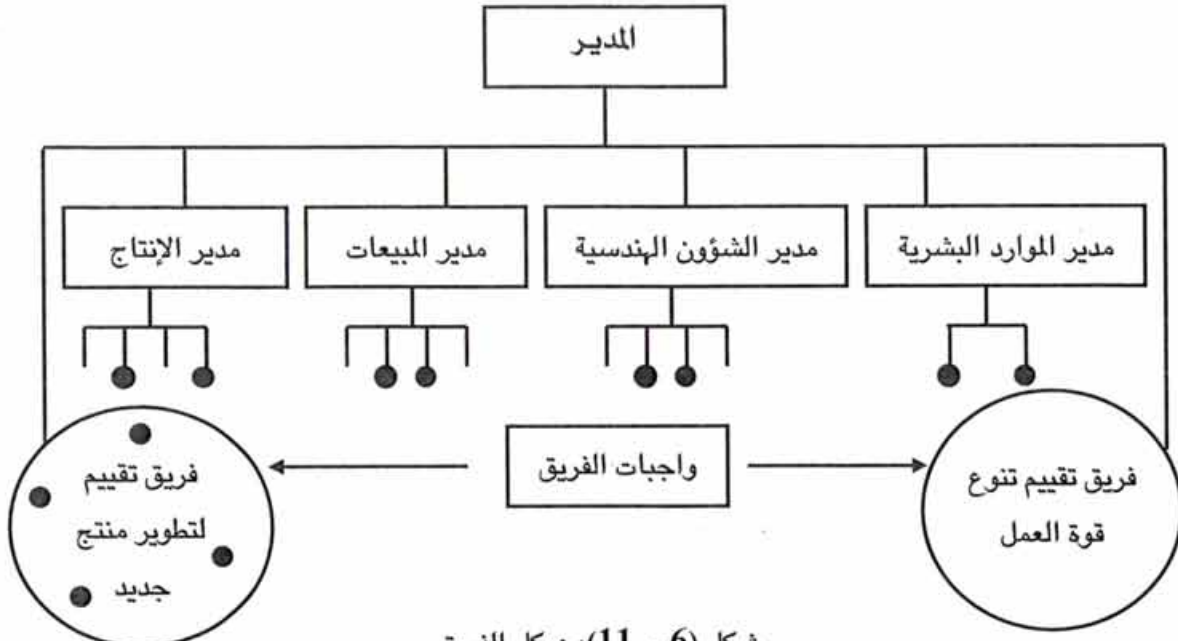 المدير
مدير الموارد البشرية
مدير الشؤون الهندسية
مدير المبيعات
مدير الإنتاج
فريق تقييم تنوع
قوة العمل
واجبات الفريق
فريق تقييم
لتطوير منتج
جديد